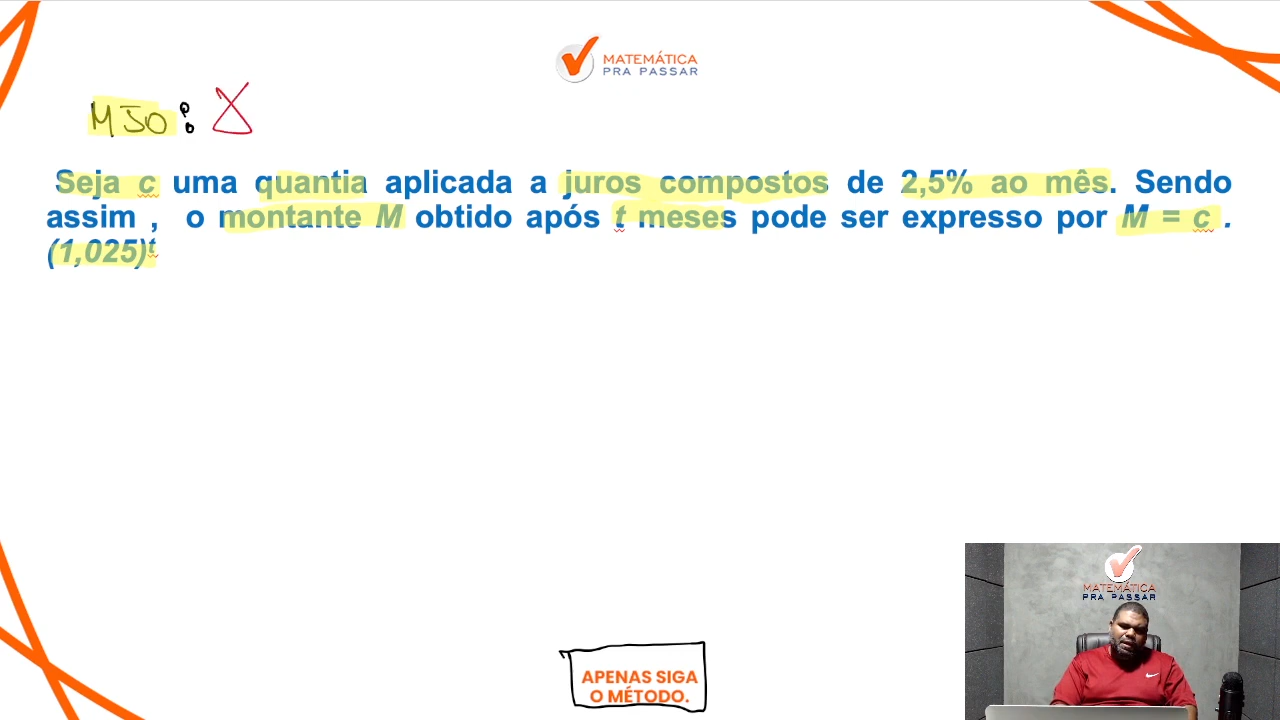 MATEMÁTICA
PRA PASSAR
MJO :
Seja c uma quantia aplicada a juros compostos de 2,5% ao mês. Sendo
assim , o montante M obtido após t meses pode ser expresso por M = c .
(1,025)ᵗ
MATEMÁTICA
PRA PASSAR
APENAS SIGA
O MÉTODO.